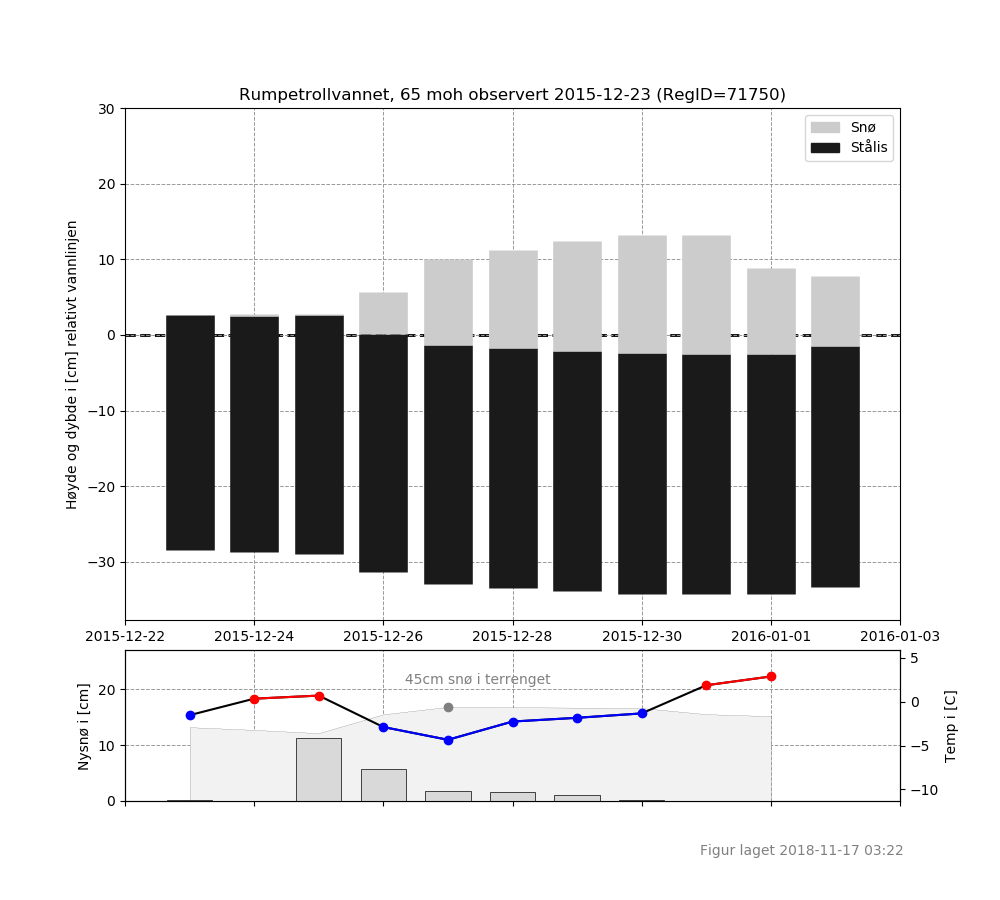 Rumpetrollvannet, 65 moh observert 2015-12-23 (RegID=71750)
30
20
10
0
−10
−20
−30
Høyde og dybde i [cm] relativt vannlinjen
Snø
Stålis
2015-12-22
2015-12-24
2015-12-26
2015-12-28
2015-12-30
2016-01-01
2016-01-03
20
10
0
Nysnø i [cm]
45cm snø i terrenget
5
0
−5
−10
Temp i [C]
Figur laget 2018-11-17 03:22